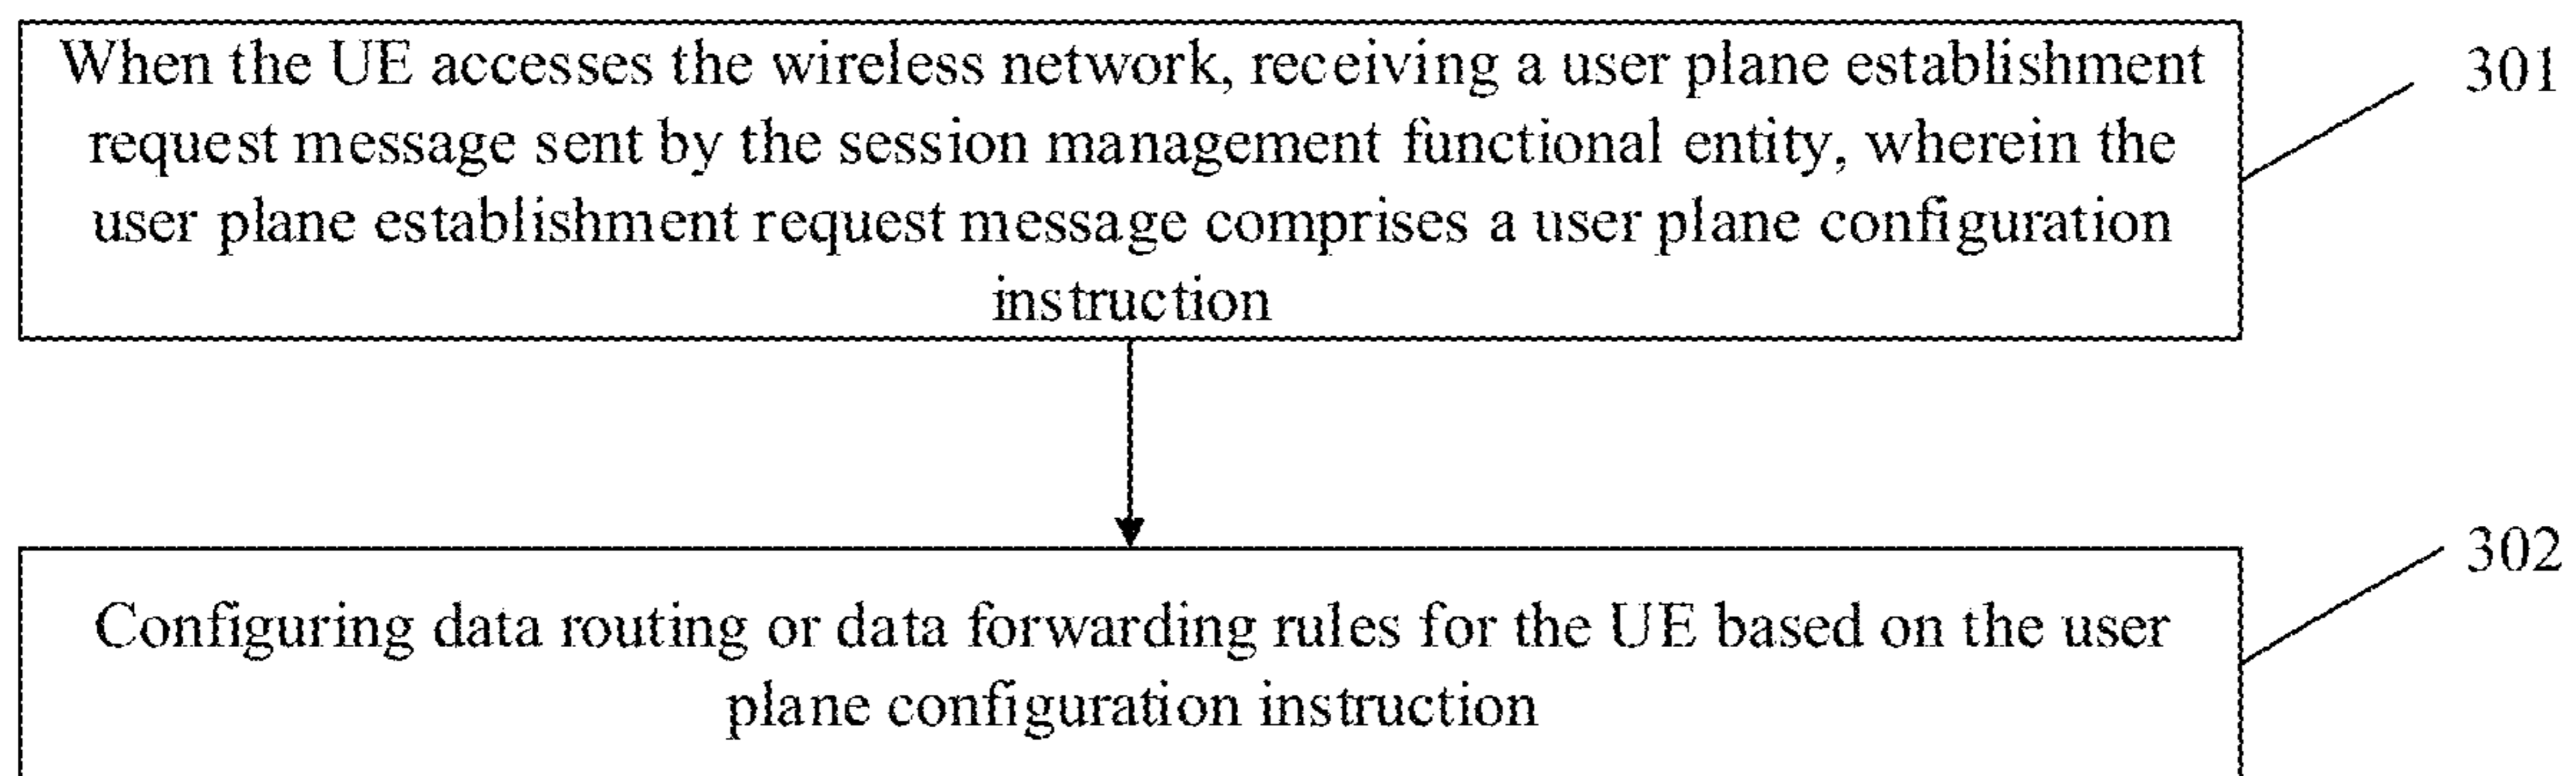 When the UE accesses the wireless network, receiving a user plane establishment
request message sent by the session management functional entity, wherein the
user plane establishment request message comprises a user plane configuration
instruction
301
Configuring data routing or data forwarding rules for the UE based on the user
plane configuration instruction
302